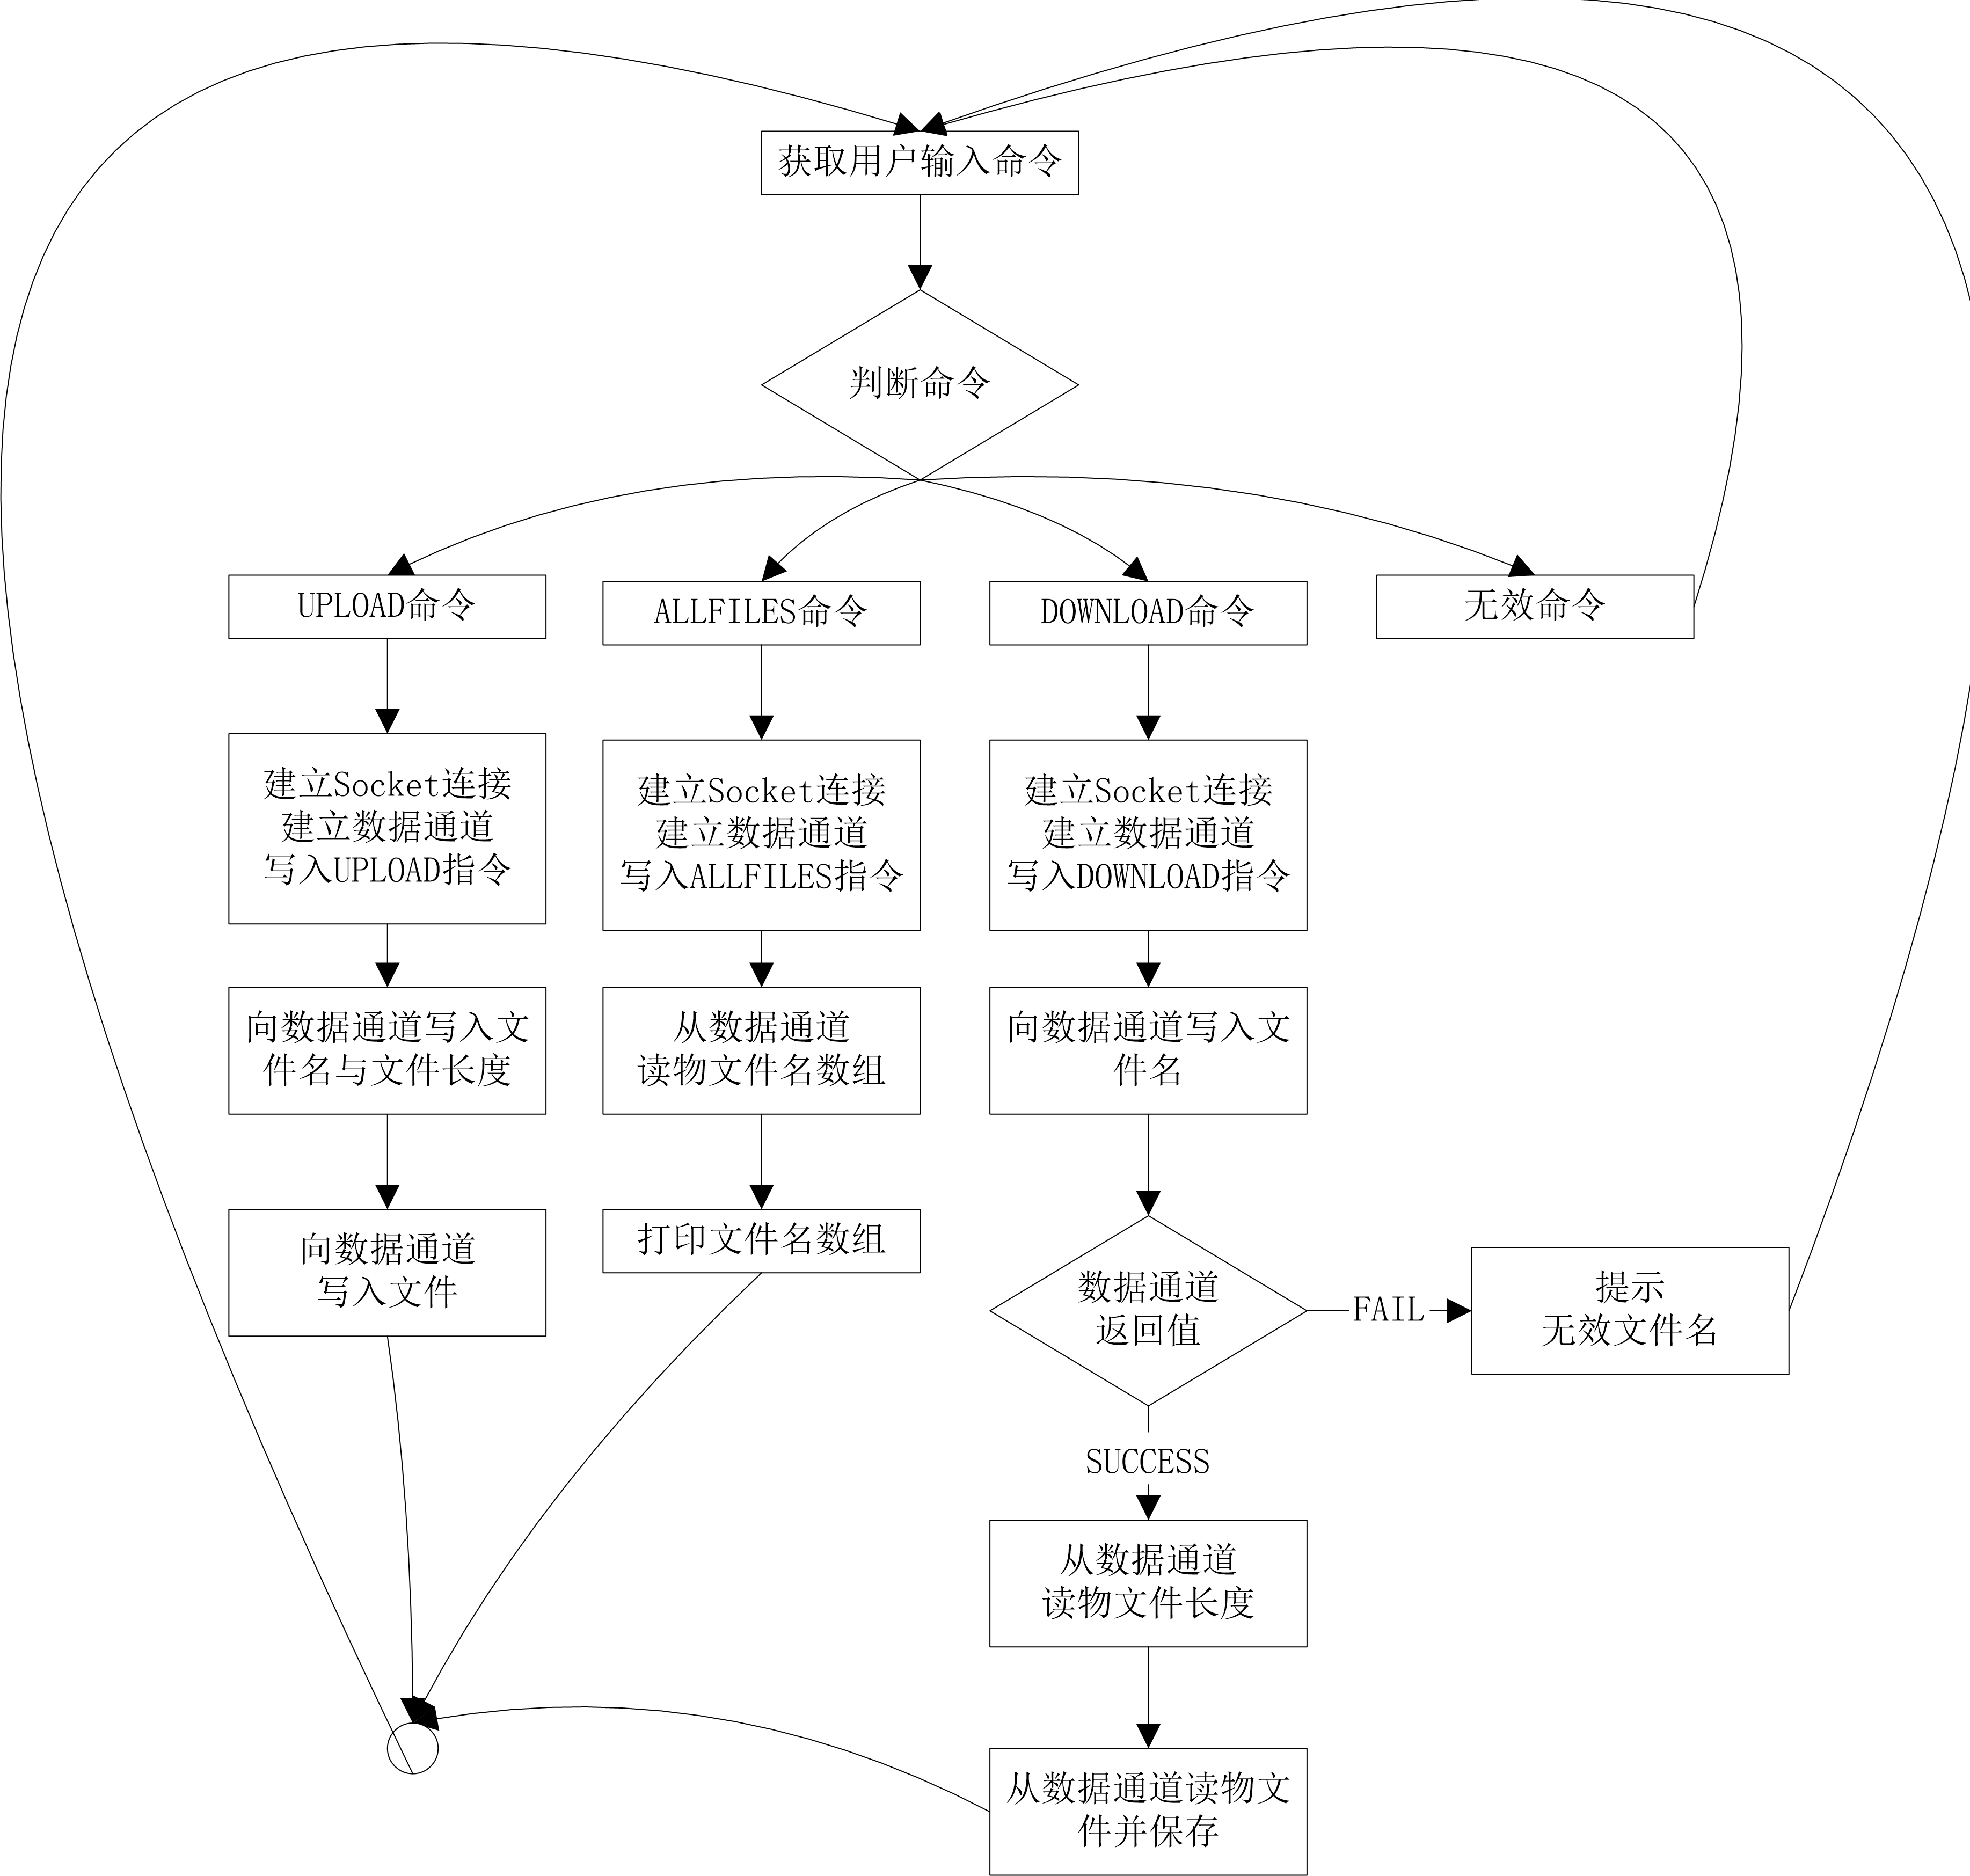 获取用户输入命令
判断命令
UPLOAD命令
ALLFILES命令
DOWNLOAD命令
无效命令
建立Socket连接
建立数据通道
写入UPLOAD指令
建立Socket连接
建立数据通道
写入ALLFILES指令
建立Socket连接
建立数据通道
写入DOWNLOAD指令
向数据通道写入文
件名与文件长度
从数据通道
读物文件名数组
向数据通道写入文
件名
向数据通道
写入文件
打印文件名数组
数据通道
返回值
FAIL
提示
无效文件名
SUCCESS
从数据通道
读物文件长度
从数据通道读物文
件并保存